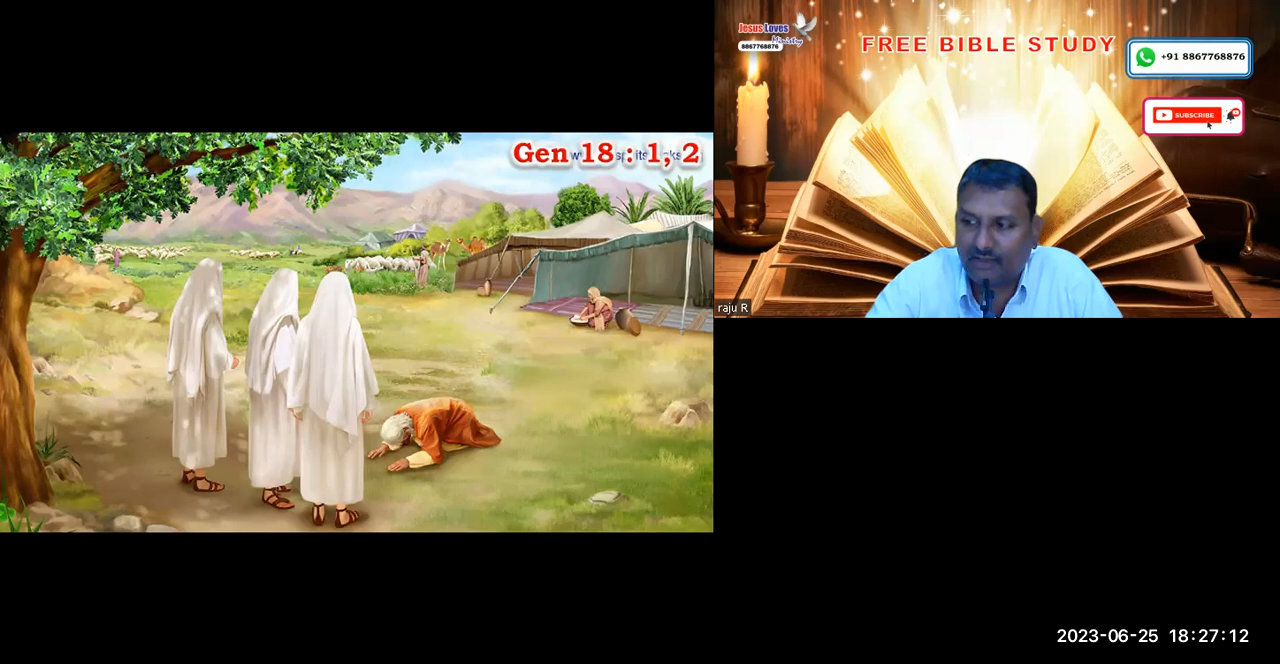 Gen 18 : 1, 2
Jesus Loves
Ministry
8867768876
FREE BIBLE STUDY
+91 8867768876
SUBSCRIBE
raju R
2023-06-25 18:27:12